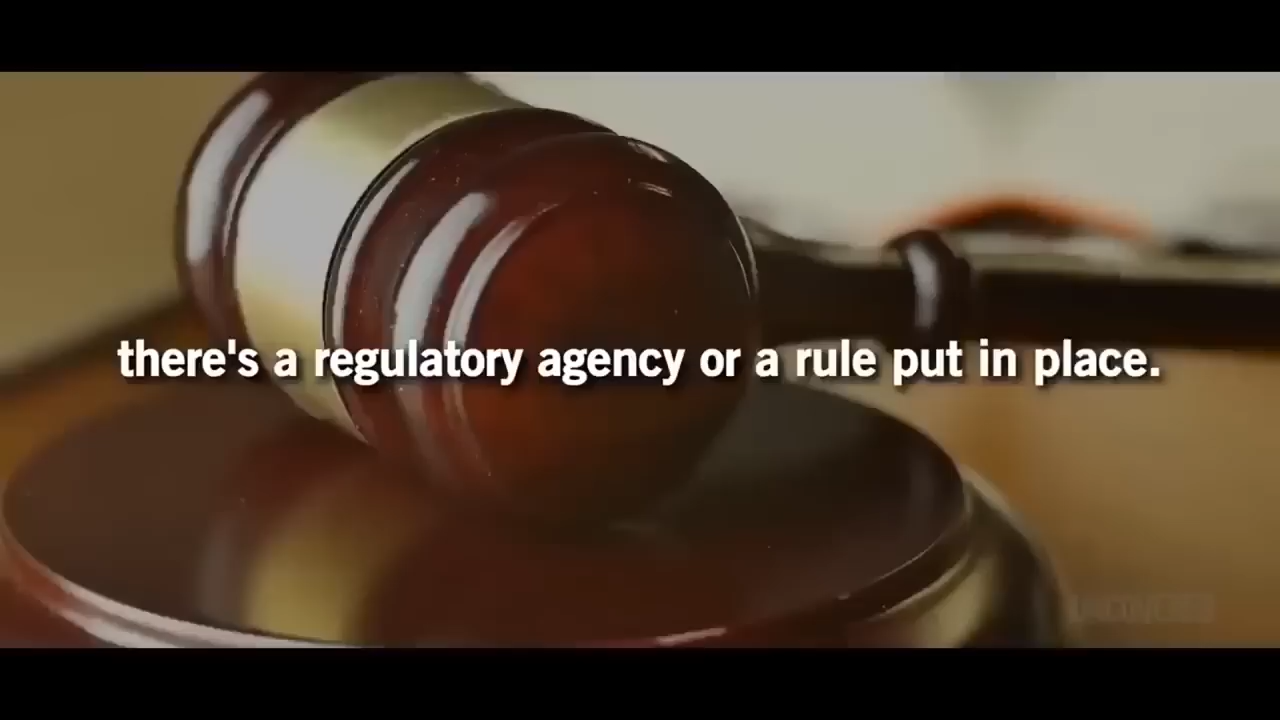 there's a regulatory agency or a rule put in place.